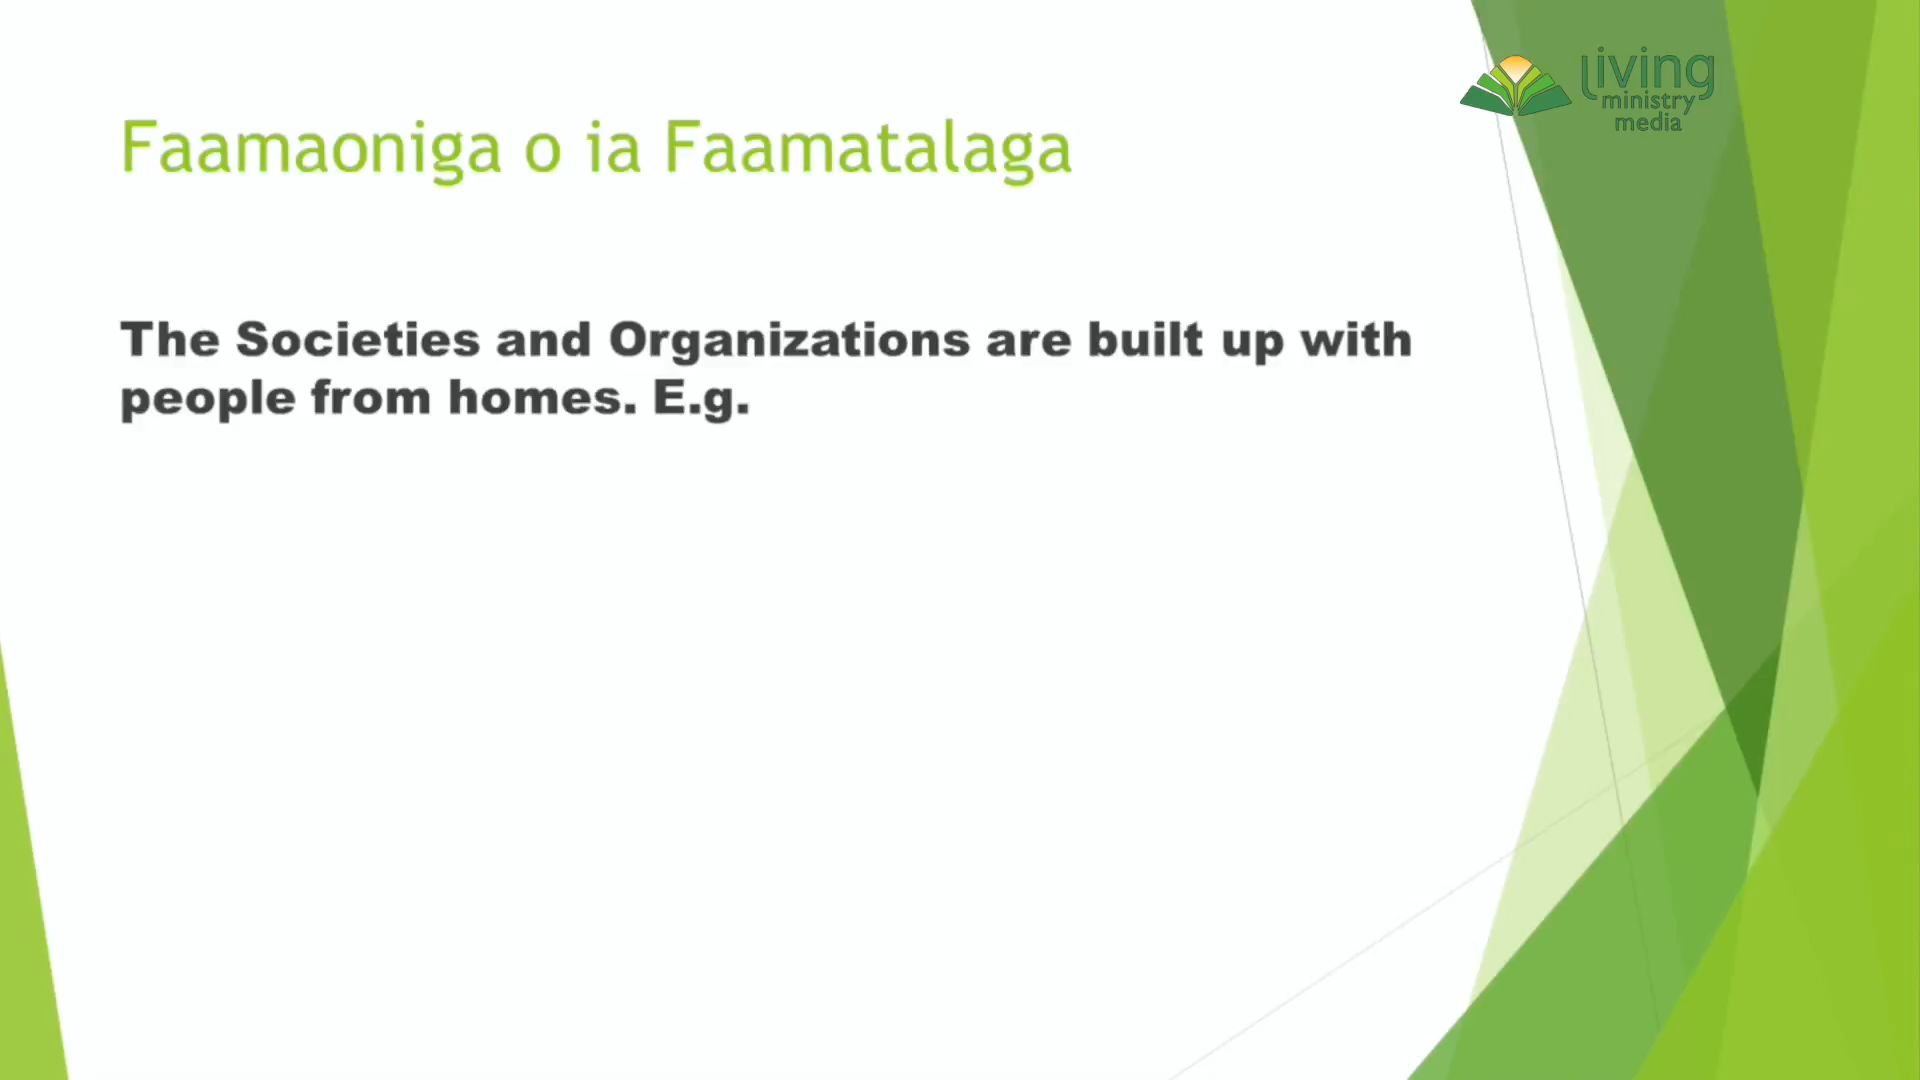 Living
ministry
media
Faamaoniga o ia Faamatalaga
The Societies and Organizations are built up with
people from homes. E.g.